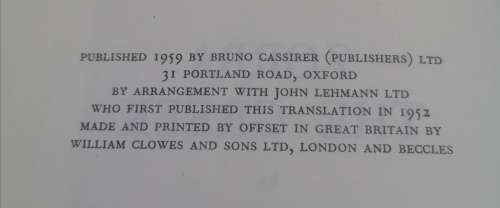 PUBLISHED 1959 BY BRUNO CASSIRER (PUBLISHERS) LTD
31 PORTLAND ROAD, OXFORD
BY ARRANGEMENT WITH JOHN LEHMANN LTD
WHO FIRST PUBLISHED THIS TRANSLATION IN 1952
MADE AND PRINTED BY OFFSET IN GREAT BRITAIN BY
WILLIAM CLOWES AND SONS LTD, LONDON AND BECCLES